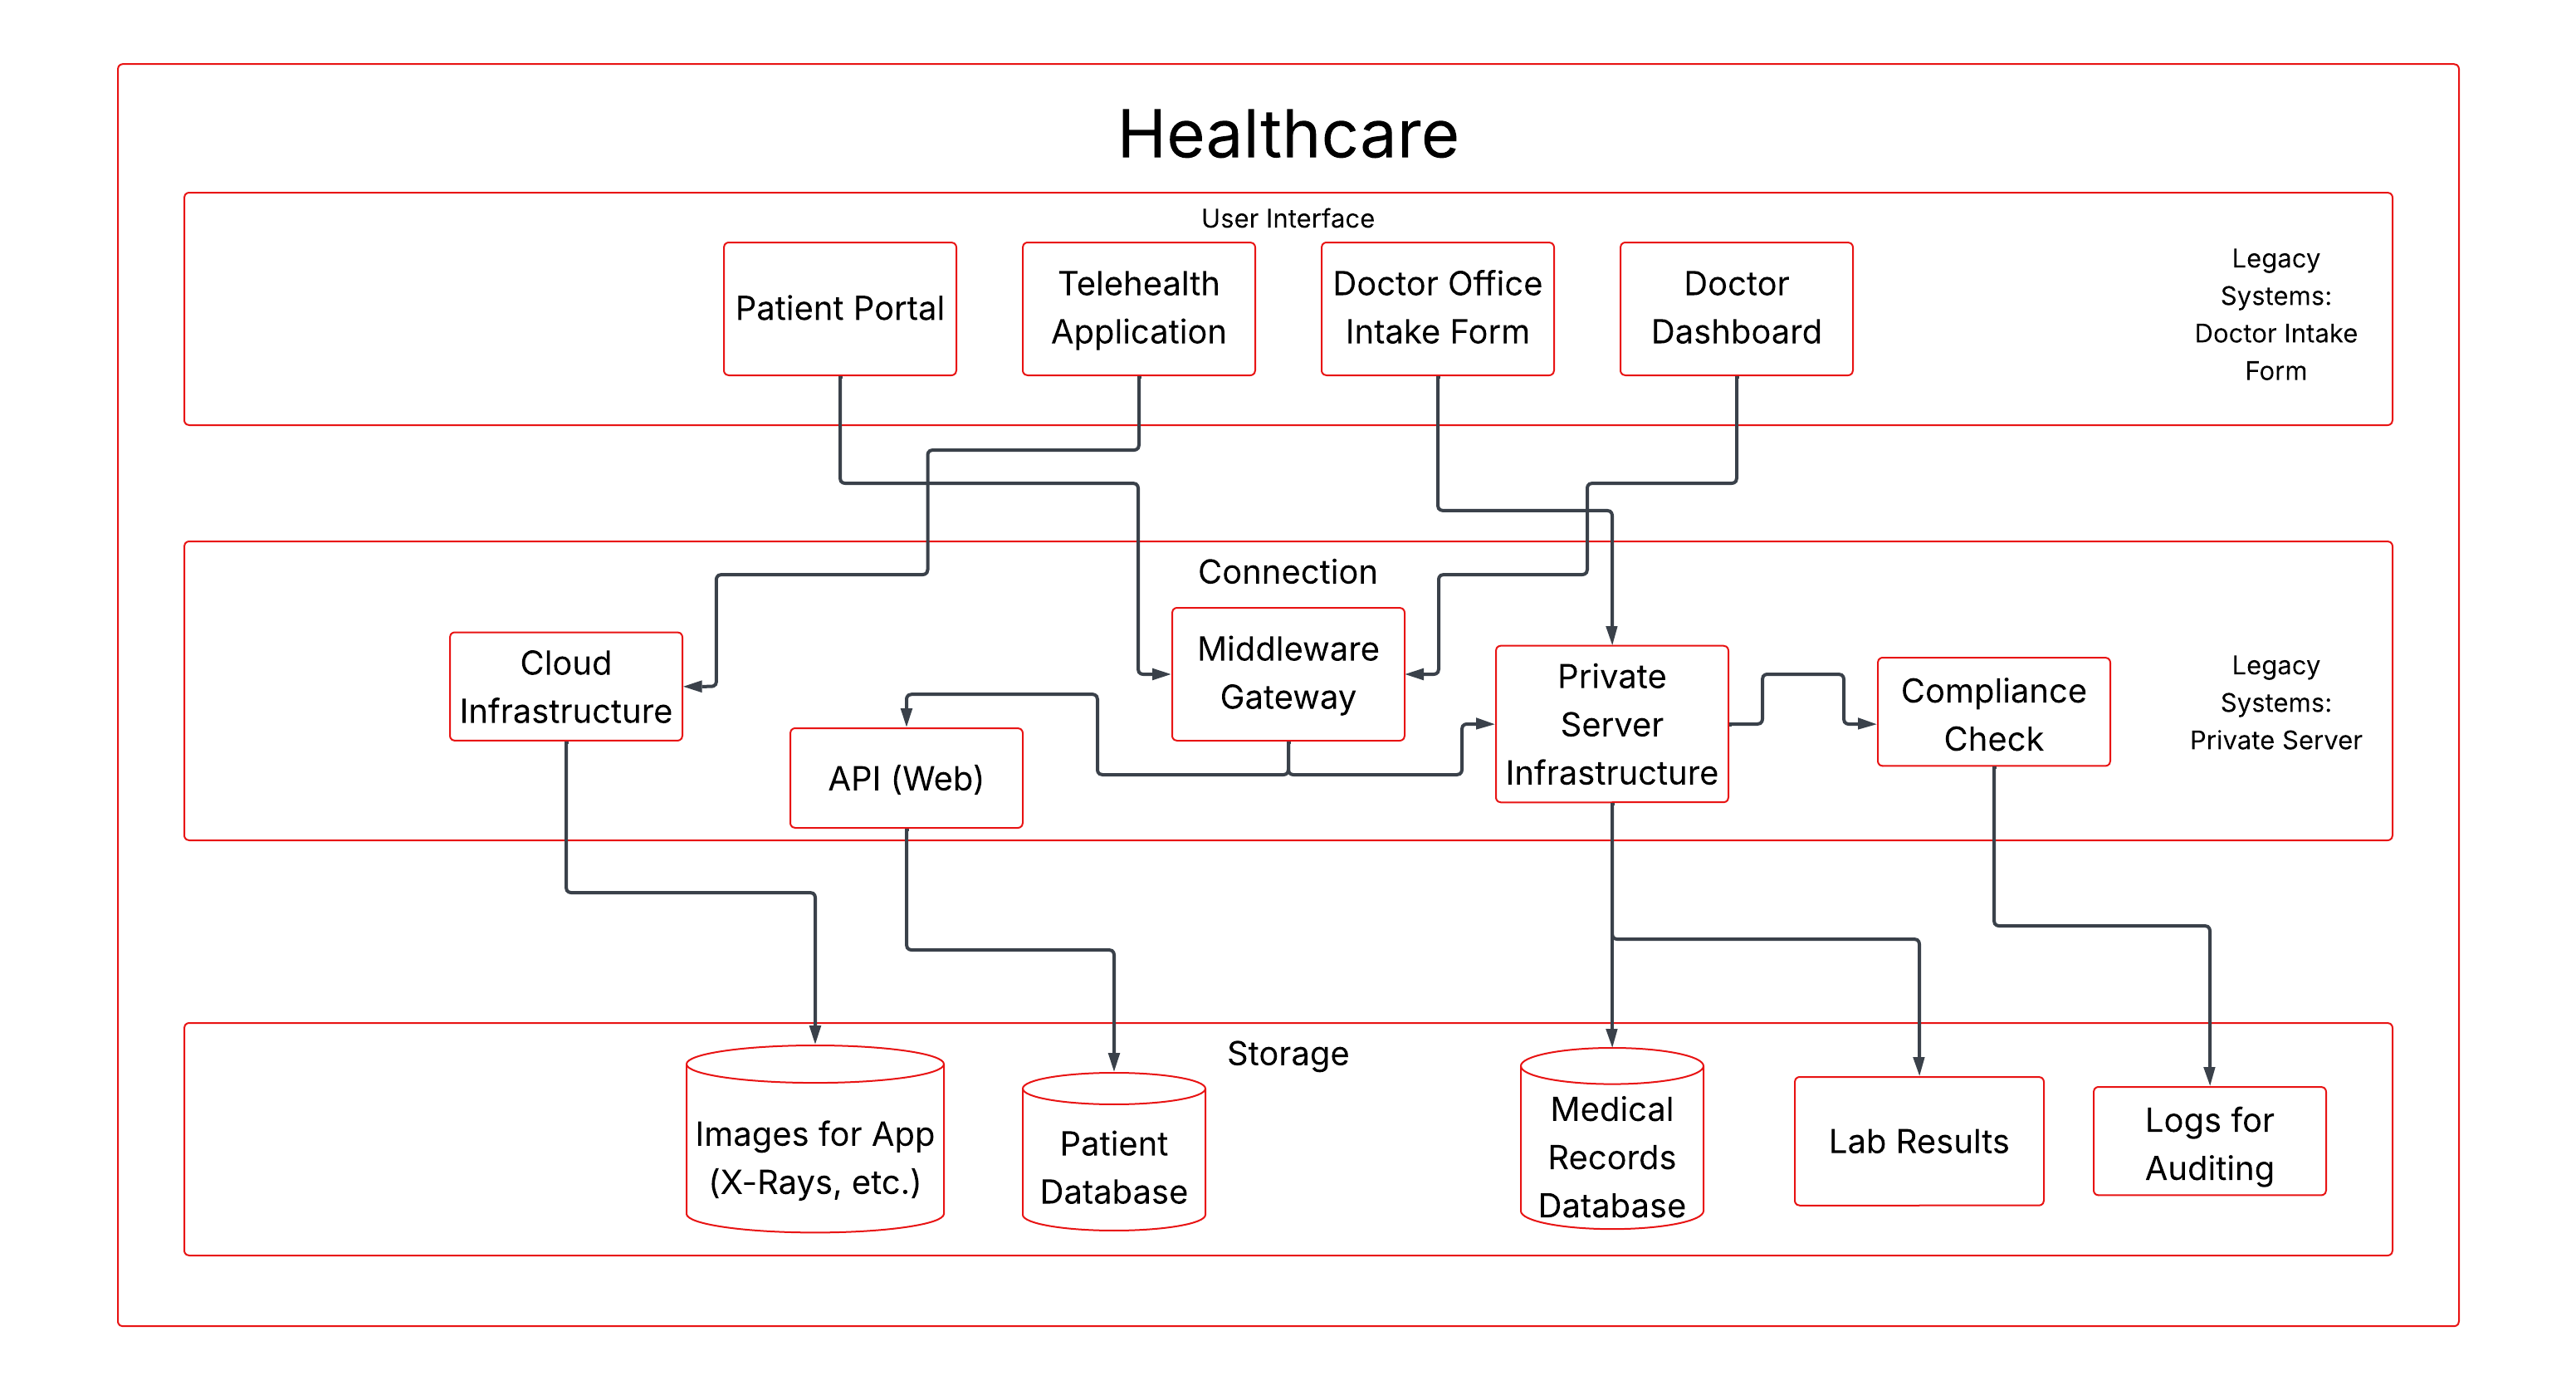 Healthcare
User Interface
Patient Portal
Telehealth
Application
Doctor Office
Intake Form
Doctor
Dashboard
Legacy
Systems:
Doctor Intake
Form
Connection
Cloud
Infrastructure
API (Web)
Middleware
Gateway
Private
Server
Infrastructure
Compliance
Check
Legacy
Systems:
Private Server
Storage
Images for App
(X-Rays, etc.)
Patient
Database
Medical
Records
Database
Lab Results
Logs for
Auditing